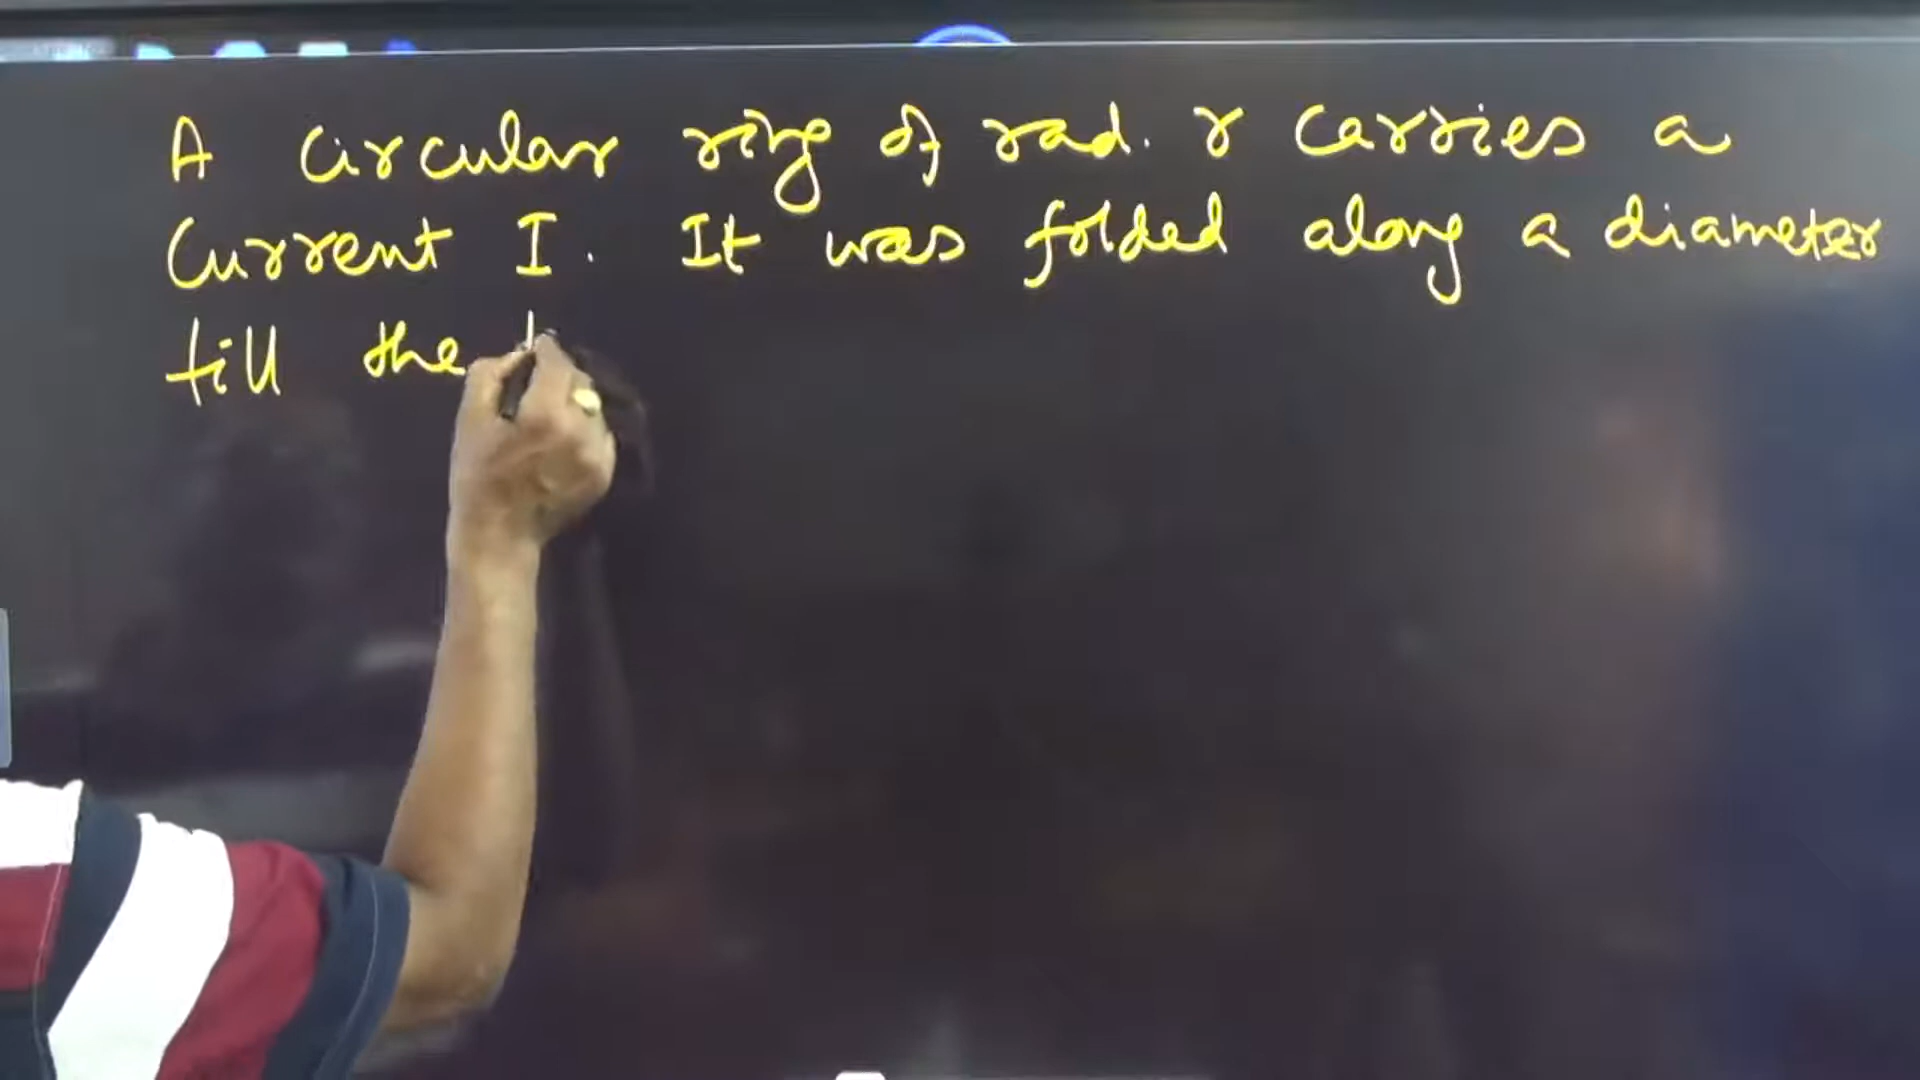 A circular ring of rad. r carries a
Current I. It was folded along a diameter
till the